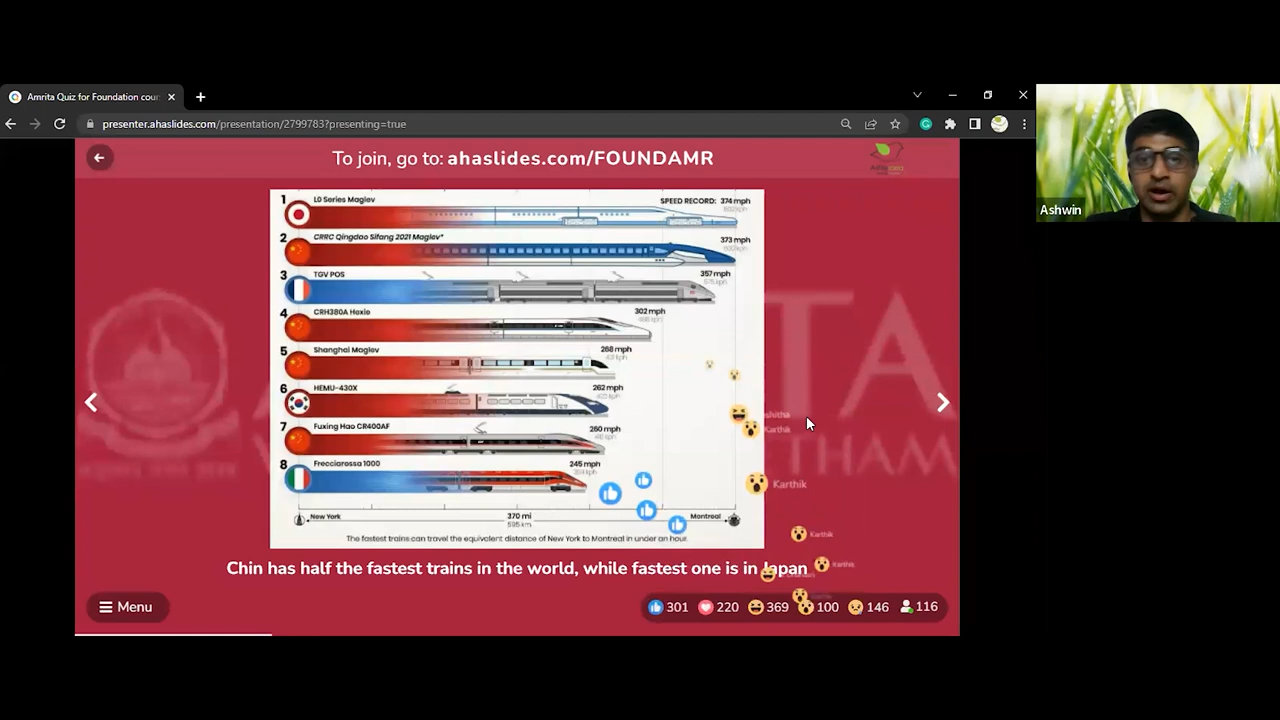 Amrita Quiz for Foundation cour
presenter.ahaslides.com/presentation/2799783?presenting=true
To join, go to: ahaslides.com/FOUNDAMR
Ashwin
1 L0 Series Maglev SPEED RECORD: 374 mph
2 CRRC Qingdao Sifang 2021 Maglev* 373 mph
3 TGV POS 357 mph
4 CRH380A Hexie 302 mph
5 Shanghai Maglev 268 mph
6 HEMU-430X 262 mph
7 Fuxing Hao CR400AF 260 mph
8 Frecciarossa 1000 245 mph
New York 370 mi Montreal
595 km
The fastest trains can travel the equivalent distance of New York to Montreal in under an hour.
Karthik
Karthik
Karthik
Karthik
Chin has half the fastest trains in the world, while fastest one is in Japan
Menu 301 220 369 100 146 116